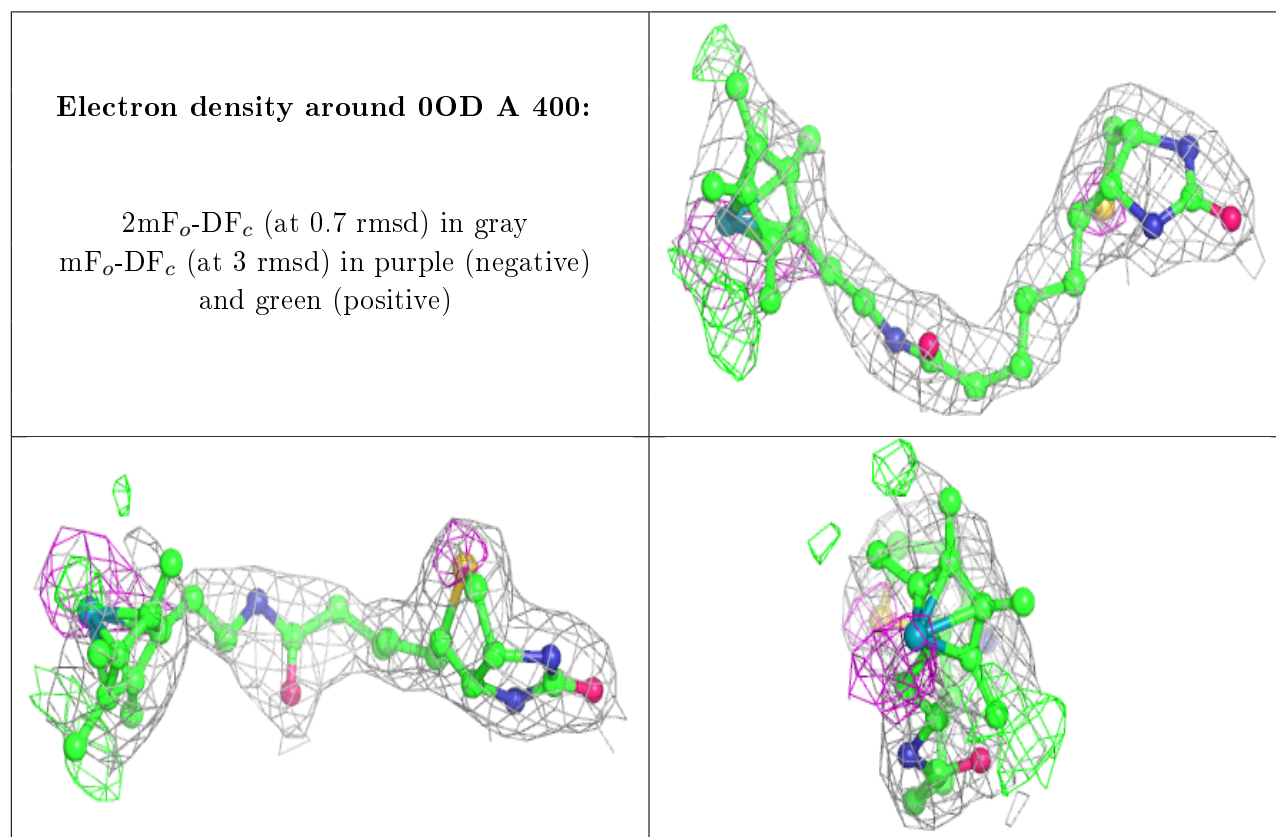 Electron density around 0OD A 400:
2mFo-DFc (at 0.7 rmsd) in gray
mFo-DFc (at 3 rmsd) in purple (negative)
and green (positive)